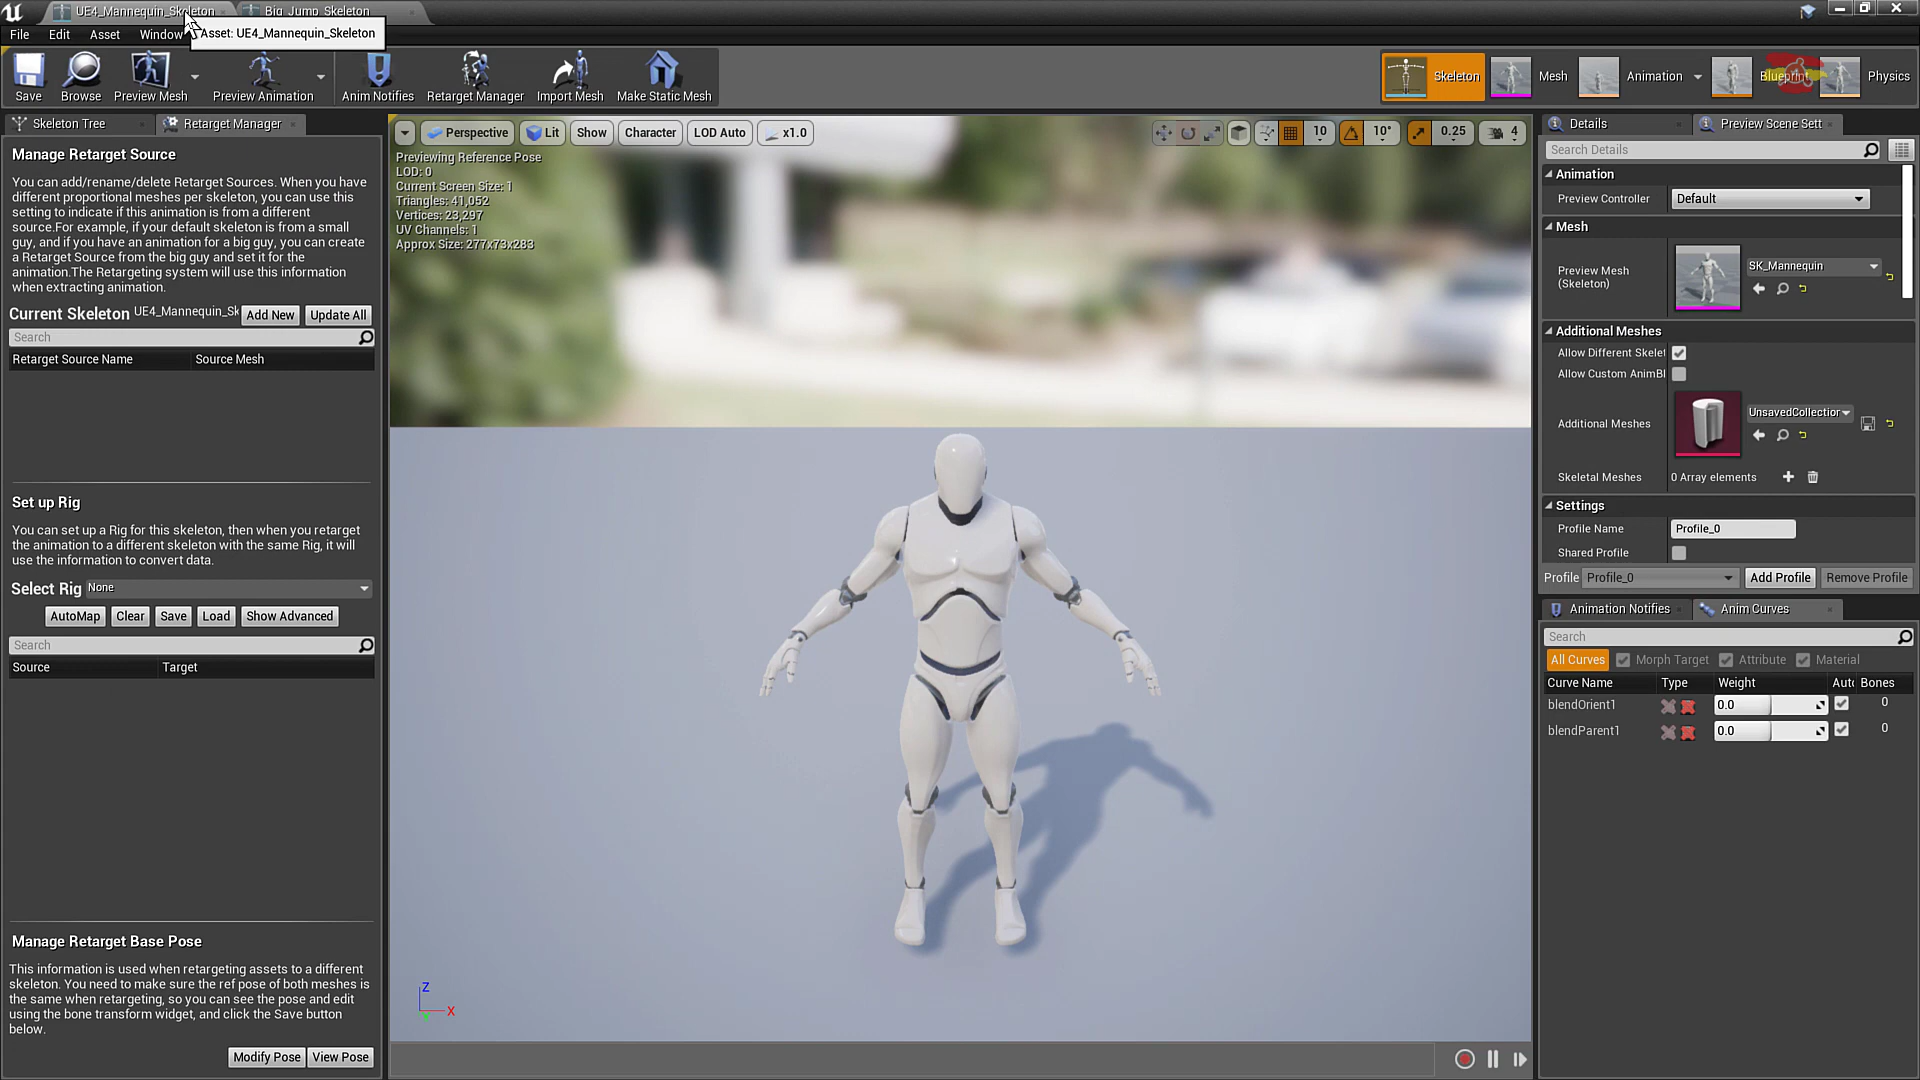 UE4_Mannequin_Skeleton
Big_Jump_Skeleton
File Edit Asset Window
Asset: UE4_Mannequin_Skeleton
Save Browse Preview Mesh Preview Animation Anim Notifies Retarget Manager Import Mesh Make Static Mesh
Skeleton Mesh Animation Blueprint Physics
Skeleton Tree
Retarget Manager
Manage Retarget Source
You can add/rename/delete Retarget Sources. When you have
different proportional meshes per skeleton, you can use this
setting to indicate if this animation is from a different
source.For example, if your default skeleton is from a small
guy, and if you have an animation for a big guy, you can create
a Retarget Source from the big guy and set it for the
animation.The Retargeting system will use this information
when extracting animation.
Current Skeleton UE4_Mannequin_Sk Add New Update All
Search
Retarget Source Name Source Mesh
Set up Rig
You can set up a Rig for this skeleton, then when you retarget
the animation to a different skeleton with the same Rig, it will
use the information to convert data.
Select Rig None
AutoMap Clear Save Load Show Advanced
Search
Source Target
Manage Retarget Base Pose
This information is used when retargeting assets to a different
skeleton. You need to make sure the ref pose of both meshes is
the same when retargeting, so you can see the pose and edit
using the bone transform widget, and click the Save button
below.
Modify Pose View Pose
Perspective Lit Show Character LOD Auto x1.0
10 10° 0.25 4
Previewing Reference Pose
LOD: 0
Current Screen Size: 1
Triangles: 41,052
Vertices: 23,297
UV Channels: 1
Approx Size: 277x73x283
Z
X
Y
Details
Preview Scene Sett
Search Details
Animation
Preview Controller Default
Mesh
Preview Mesh
(Skeleton)
SK_Mannequin
Additional Meshes
Allow Different Skelet
Allow Custom AnimBl
Additional Meshes UnsavedCollection
Skeletal Meshes 0 Array elements
Settings
Profile Name Profile_0
Shared Profile
Profile Profile_0 Add Profile Remove Profile
Animation Notifies
Anim Curves
Search
All Curves Morph Target Attribute Material
Curve Name Type Weight Auto Bones
blendOrient1 0.0 0
blendParent1 0.0 0